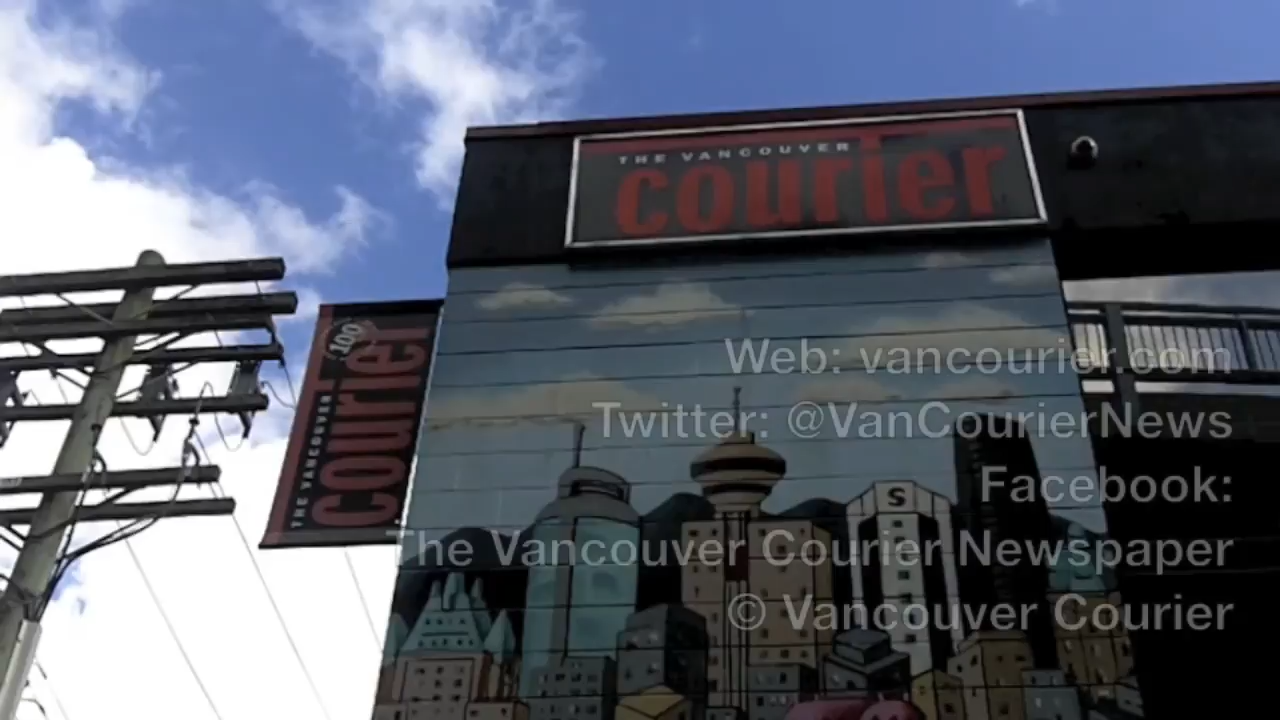 THE VANCOUVER
courier
100
THE VANCOUVER
courier
S
Web: vancourier.com
Twitter: @VanCourierNews
Facebook:
The Vancouver Courier Newspaper
© Vancouver Courier